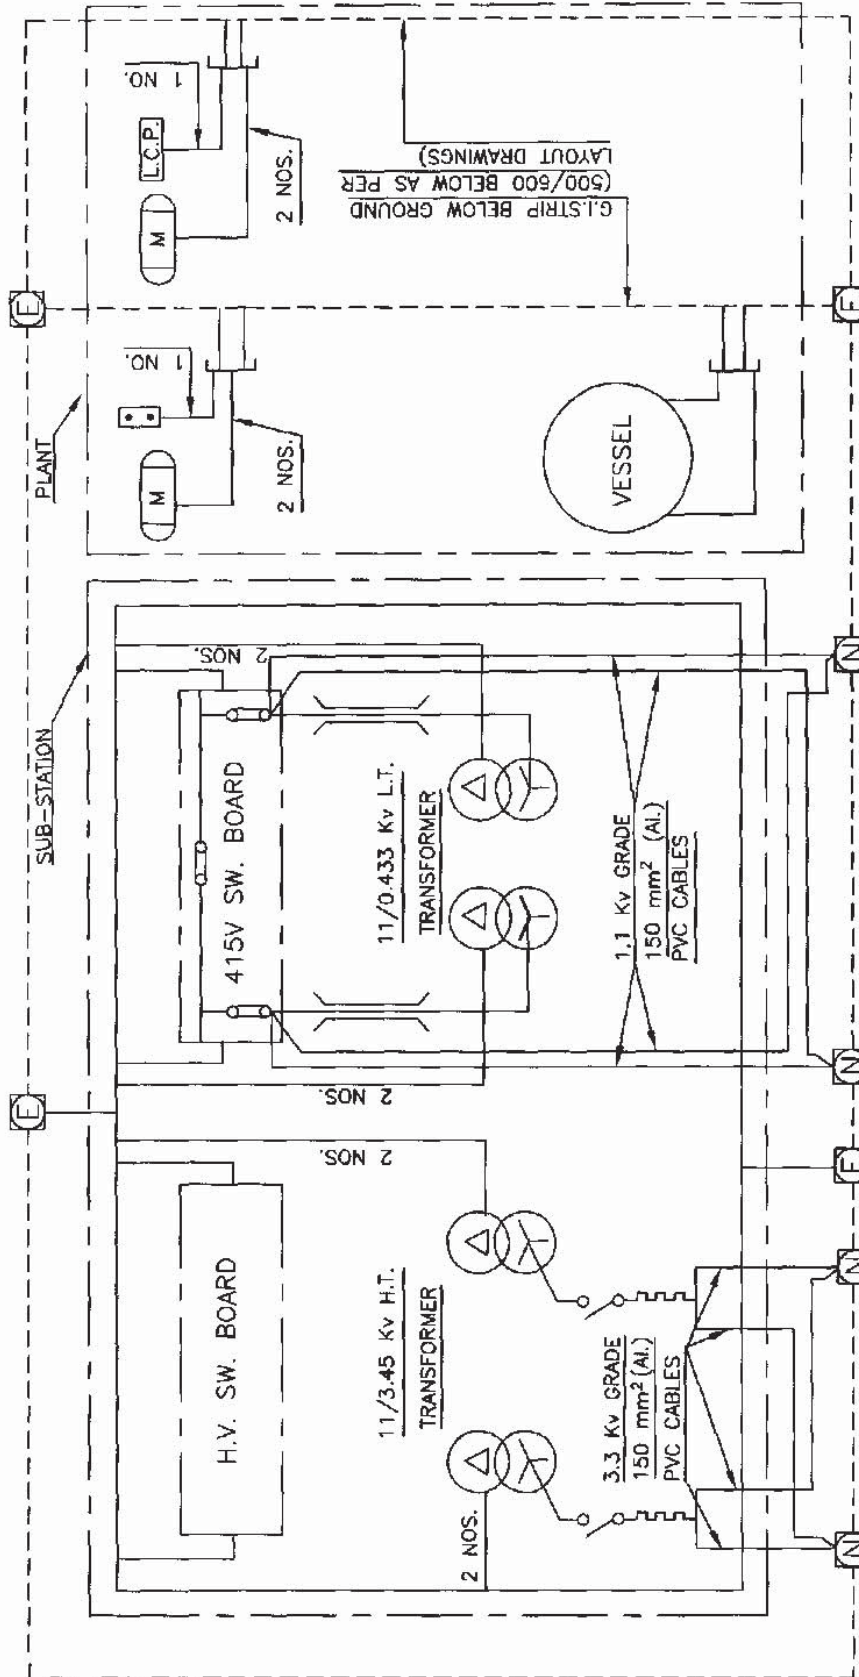 SUB-STATION
PLANT
E
E
H.V. SW. BOARD
415V SW. BOARD
2 NOS.
2 NOS.
2 NOS.
2 NOS.
11/3.45 Kv H.T.
TRANSFORMER
11/0.433 Kv L.T.
TRANSFORMER
3.3 Kv GRADE
150 mm² (Al.)
PVC CABLES
1.1 Kv GRADE
150 mm² (Al.)
PVC CABLES
N
N
E
N
N
E
M
1 NO.
2 NOS.
M
L.C.P.
1 NO.
2 NOS.
VESSEL
G.I.STRIP BELOW GROUND
(500/600 BELOW AS PER
LAYOUT DRAWINGS)